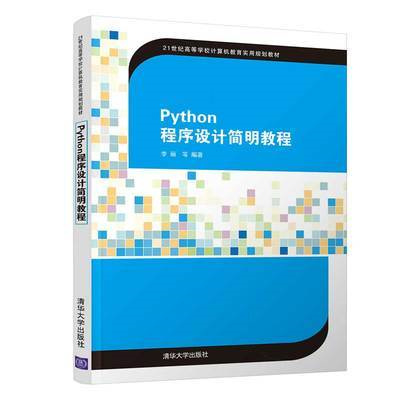 21世纪高等学校计算机教育实用规划教材
Python
程序设计简明教程
李丽 等 编著
清华大学出版社
21世纪高等学校计算机教育实用规划教材
Python程序设计简明教程
清华大学出版社